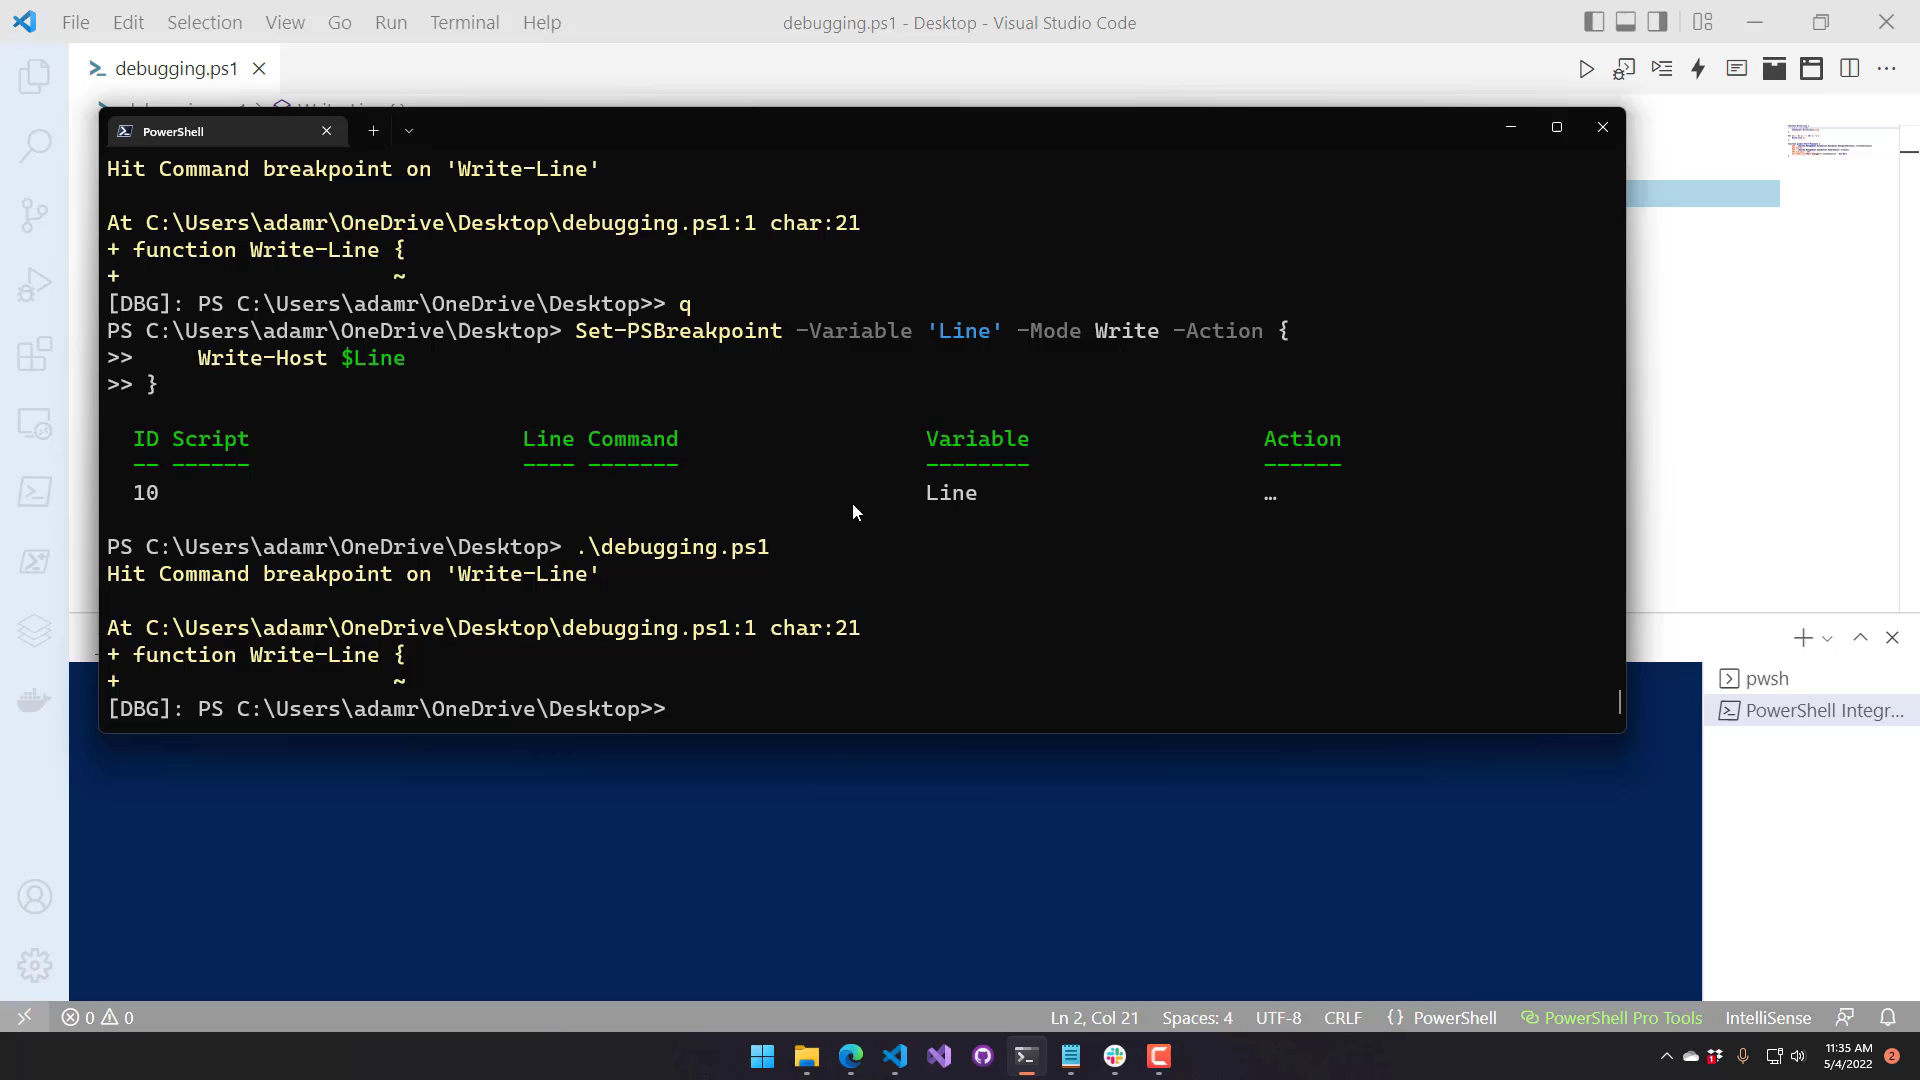 File Edit Selection View Go Run Terminal Help
debugging.ps1 - Desktop - Visual Studio Code
debugging.ps1
PowerShell
Hit Command breakpoint on 'Write-Line'
At C:\Users\adamr\OneDrive\Desktop\debugging.ps1:1 char:21
+ function Write-Line {
+                      ~
[DBG]: PS C:\Users\adamr\OneDrive\Desktop>> q
PS C:\Users\adamr\OneDrive\Desktop> Set-PSBreakpoint -Variable 'Line' -Mode Write -Action {
>>     Write-Host $Line
>> }
ID Script Line Command Variable Action
-- ------ ---- ------- -------- ------
10 Line …
PS C:\Users\adamr\OneDrive\Desktop> .\debugging.ps1
Hit Command breakpoint on 'Write-Line'
At C:\Users\adamr\OneDrive\Desktop\debugging.ps1:1 char:21
+ function Write-Line {
+                      ~
[DBG]: PS C:\Users\adamr\OneDrive\Desktop>>
pwsh
PowerShell Integr...
0 0
Ln 2, Col 21 Spaces: 4 UTF-8 CRLF {} PowerShell PowerShell Pro Tools IntelliSense
11:35 AM
5/4/2022
2